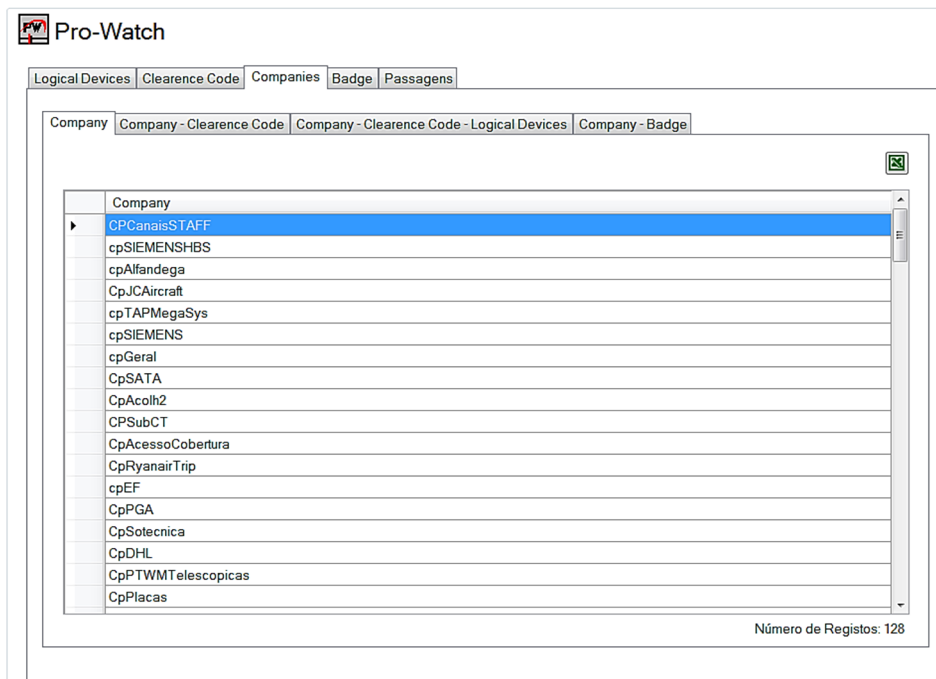 Pro-Watch
Logical Devices Clearence Code Companies Badge Passagens
Company Company - Clearence Code Company - Clearence Code - Logical Devices Company - Badge
Company
CPCanaisSTAFF
cpSIEMENSHBS
cpAlfandega
CpJCAircraft
cpTAPMegaSys
cpSIEMENS
cpGeral
CpSATA
CpAcolh2
CPSubCT
CpAcessoCobertura
CpRyanairTrip
cpEF
CpPGA
CpSotecnica
CpDHL
CpPTWMTelescopicas
CpPlacas
Número de Registos: 128